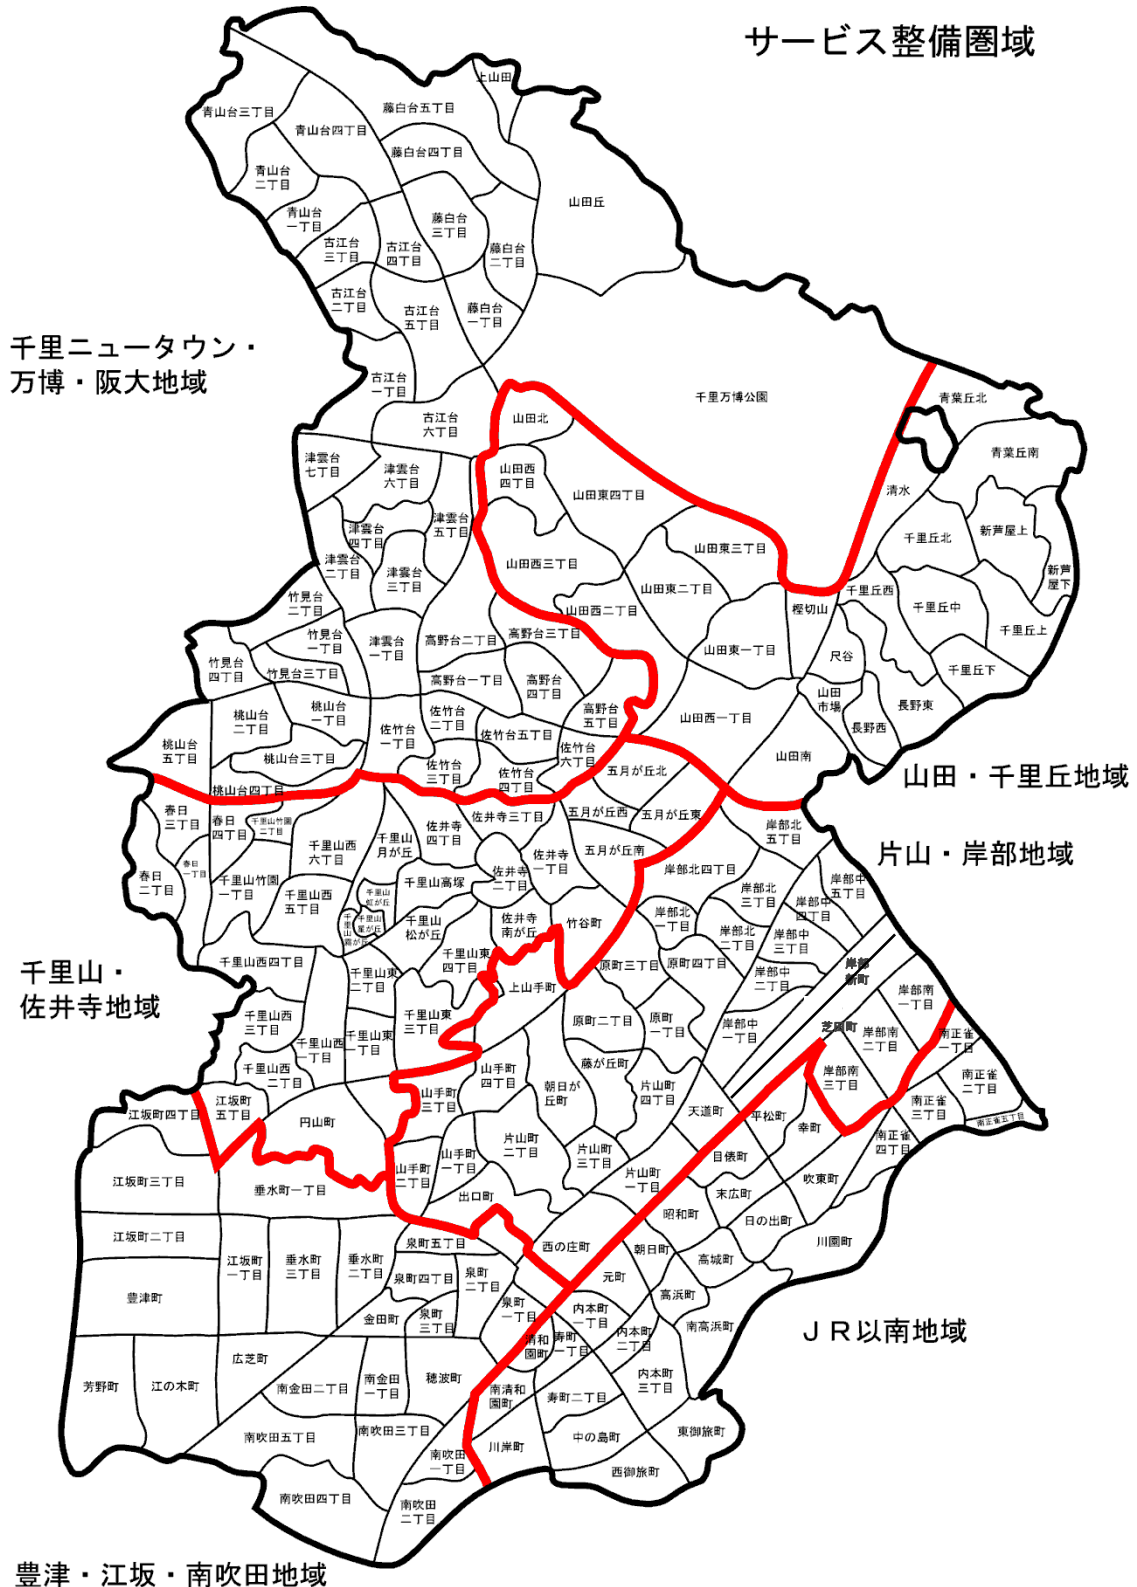 サービス整備圏域
上山田
青山台三丁目
藤白台五丁目
青山台四丁目
藤白台四丁目
青山台
二丁目
山田丘
青山台
一丁目
藤白台
三丁目
古江台
三丁目
古江台
四丁目
藤白台
二丁目
古江台
二丁目
古江台
五丁目
藤白台
一丁目
千里ニュータウン・
万博・阪大地域
古江台
一丁目
千里万博公園
青葉丘北
古江台
六丁目
山田北
青葉丘南
津雲台
七丁目
津雲台
六丁目
山田西
四丁目
山田東四丁目
清水
津雲台
五丁目
津雲台
四丁目
新芦屋上
千里丘北
山田東三丁目
津雲台
二丁目
津雲台
三丁目
山田西三丁目
新芦
屋下
山田東二丁目
千里丘西
竹見台
二丁目
山田西二丁目
樫切山
千里丘中
竹見台
一丁目
津雲台
一丁目
高野台二丁目
高野台三丁目
千里丘上
山田東一丁目
尺谷
竹見台
四丁目
竹見台三丁目
高野台一丁目
高野台
四丁目
千里丘下
山田
市場
長野東
桃山台
二丁目
桃山台
一丁目
佐竹台
二丁目
高野台
五丁目
山田西一丁目
長野西
佐竹台
一丁目
佐竹台五丁目
桃山台
五丁目
桃山台三丁目
佐竹台
六丁目
山田南
佐竹台
三丁目
佐竹台
四丁目
五月が丘北
山田・千里丘地域
桃山台四丁目
春日
三丁目
春日
四丁目
千里山竹園
二丁目
佐井寺
四丁目
佐井寺三丁目
五月が丘西
五月が丘東
岸部北
五丁目
千里山
月が丘
千里山西
六丁目
五月が丘南
片山・岸部地域
春日
一丁目
春日
二丁目
千里山竹園
一丁目
千里山西
五丁目
千里山高塚
佐井寺
二丁目
佐井寺
一丁目
岸部北四丁目
岸部北
三丁目
岸部中
五丁目
岸部中
四丁目
千里山
虹が丘
千里山
星が丘
千里山
霧が丘
千里山
松が丘
佐井寺
南が丘
竹谷町
岸部北
一丁目
岸部北
二丁目
岸部中
三丁目
千里山西四丁目
千里山・
佐井寺地域
千里山東
四丁目
千里山東
二丁目
上山手町
原町三丁目
原町四丁目
岸部中
二丁目
岸部
新町
岸部南
一丁目
千里山西
三丁目
千里山東
三丁目
原町二丁目
原町
一丁目
岸部中
一丁目
芝田町
岸部南
二丁目
南正雀
一丁目
千里山西
一丁目
千里山東
一丁目
千里山西
二丁目
山手町
四丁目
藤が丘町
岸部南
三丁目
南正雀
二丁目
山手町
三丁目
朝日が
丘町
片山町
四丁目
江坂町四丁目
江坂町
五丁目
円山町
天道町
平松町
幸町
南正雀
三丁目
南正雀五丁目
片山町
二丁目
山手町
一丁目
片山町
三丁目
目俵町
南正雀
四丁目
山手町
二丁目
片山町
一丁目
江坂町三丁目
垂水町一丁目
出口町
末広町
吹東町
昭和町
日の出町
江坂町二丁目
泉町五丁目
西の庄町
朝日町
川園町
江坂町
一丁目
垂水町
三丁目
垂水町
二丁目
高城町
泉町四丁目
泉町
二丁目
元町
豊津町
高浜町
泉町
一丁目
内本町
一丁目
金田町
泉町
三丁目
南高浜町
JR以南地域
清和
園町
寿町
一丁目
内本町
二丁目
広芝町
芳野町
江の木町
南金田二丁目
南金田
一丁目
穂波町
内本町
三丁目
南清和
園町
寿町二丁目
南吹田五丁目
南吹田三丁目
中の島町
東御旅町
川岸町
南吹田
一丁目
西御旅町
南吹田四丁目
南吹田
二丁目
豊津・江坂・南吹田地域